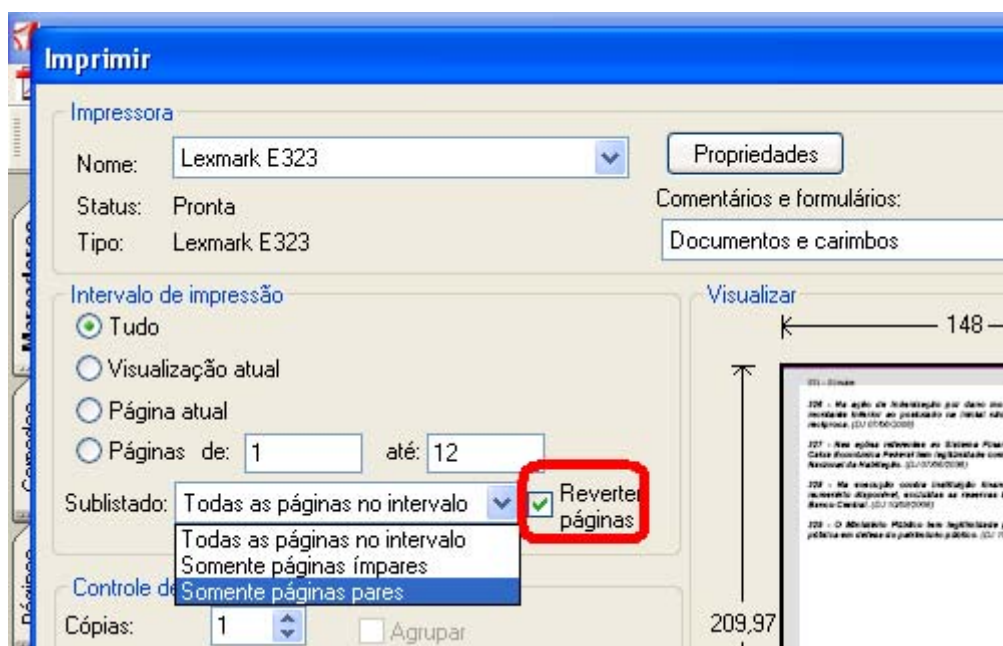 Imprimir
Impressora
Nome: Lexmark E323
Propriedades
Status: Pronta
Comentários e formulários:
Tipo: Lexmark E323
Documentos e carimbos
Intervalo de impressão
Visualizar
Tudo
148
Visualização atual
Página atual
Páginas de: 1 até: 12
Sublistado: Todas as páginas no intervalo
Reverter
páginas
Todas as páginas no intervalo
Somente páginas ímpares
Somente páginas pares
Controle
Cópias: 1
Agrupar
209,97